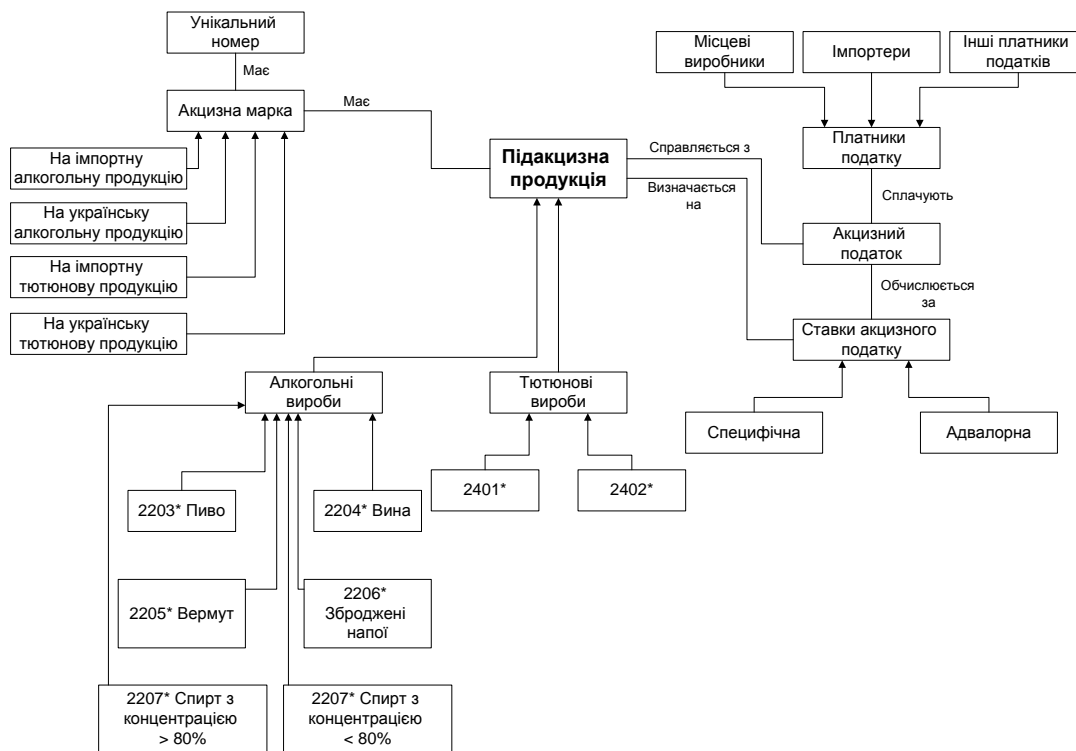 Унікальний
номер
Має
Акцизна марка
Має
На імпортну
алкогольну продукцію
На українську
алкогольну продукцію
На імпортну
тютюнову продукцію
На українську
тютюнову продукцію
Підакцизна
продукція
Справляється з
Визначається
на
Місцеві
виробники
Імпортери
Інші платники
податків
Платники
податку
Сплачують
Акцизний
податок
Обчислюється
за
Ставки акцизного
податку
Специфічна
Адвалорна
Алкогольні
вироби
Тютюнові
вироби
2401*
2402*
2203* Пиво
2204* Вина
2205* Вермут
2206*
Зброджені
напої
2207* Спирт з
концентрацією
> 80%
2207* Спирт з
концентрацією
< 80%